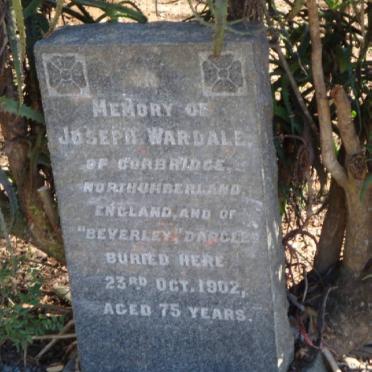 MEMORY OF
JOSEPH WARDALE,
OF CORBRIDGE,
NORTHUMBERLAND,
ENGLAND, AND OF
"BEVERLEY," DARGLE
BURIED HERE
23RD OCT. 1902,
AGED 75 YEARS.